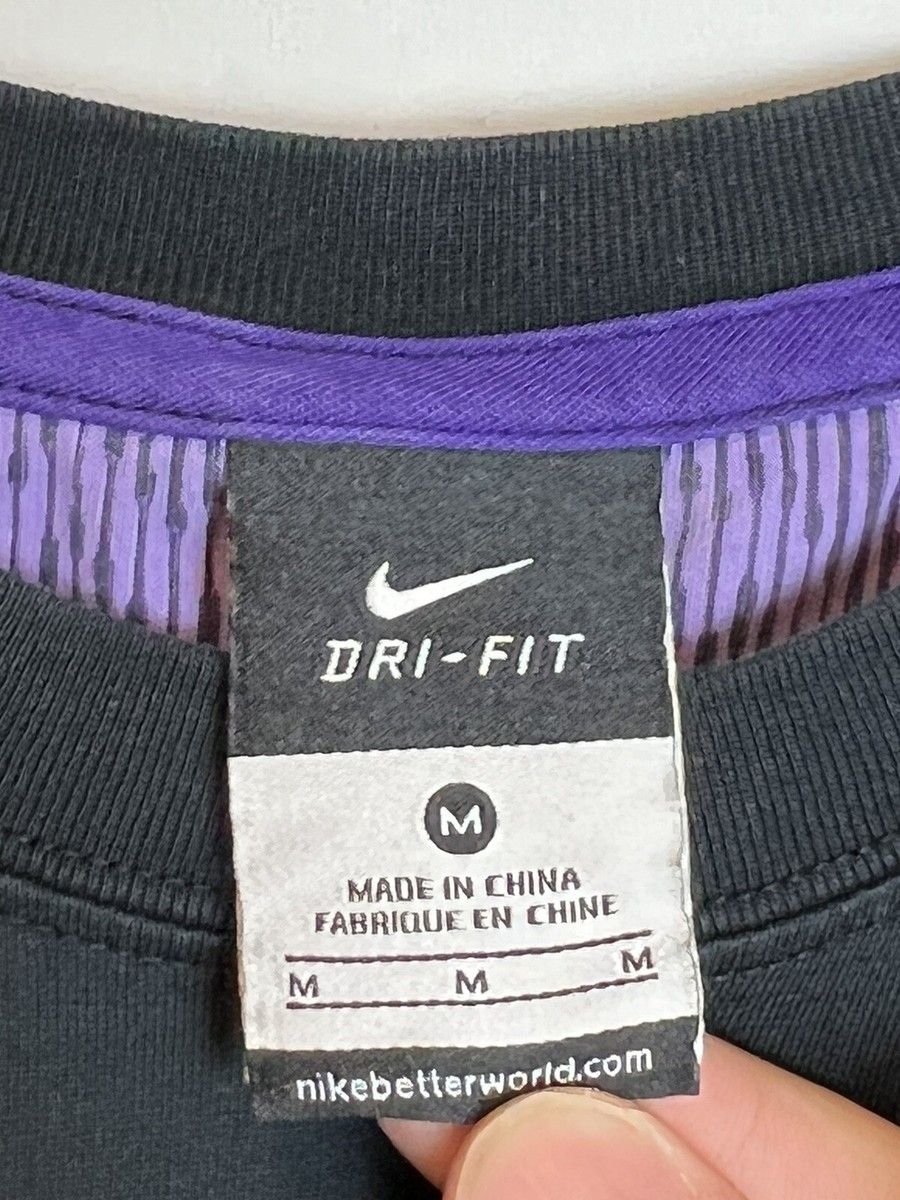 DRI-FIT
M
MADE IN CHINA
FABRIQUE EN CHINE
M M M
nikebetterworld.com